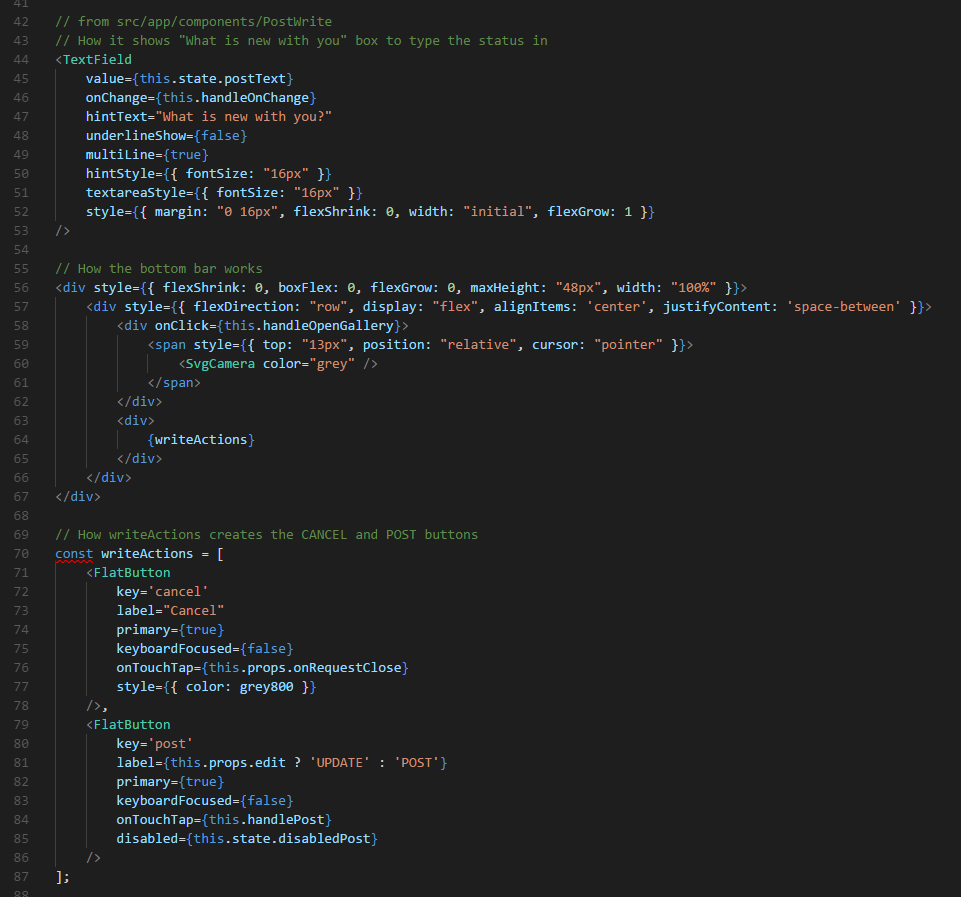 41
42 // from src/app/components/PostWrite
43 // How it shows "What is new with you" box to type the status in
44 <TextField
45     value={this.state.postText}
46     onChange={this.handleOnChange}
47     hintText="What is new with you?"
48     underlineShow={false}
49     multiLine={true}
50     hintStyle={{ fontSize: "16px" }}
51     textareaStyle={{ fontSize: "16px" }}
52     style={{ margin: "0 16px", flexShrink: 0, width: "initial", flexGrow: 1 }}
53 />
54
55 // How the bottom bar works
56 <div style={{ flexShrink: 0, boxFlex: 0, flexGrow: 0, maxHeight: "48px", width: "100%" }}>
57     <div style={{ flexDirection: "row", display: "flex", alignItems: 'center', justifyContent: 'space-between' }}>
58         <div onClick={this.handleOpenGallery}>
59             <span style={{ top: "13px", position: "relative", cursor: "pointer" }}>
60                 <SvgCamera color="grey" />
61             </span>
62         </div>
63         <div>
64             {writeActions}
65         </div>
66     </div>
67 </div>
68
69 // How writeActions creates the CANCEL and POST buttons
70 const writeActions = [
71     <FlatButton
72         key='cancel'
73         label="Cancel"
74         primary={true}
75         keyboardFocused={false}
76         onTouchTap={this.props.onRequestClose}
77         style={{ color: grey800 }}
78     />,
79     <FlatButton
80         key='post'
81         label={this.props.edit ? 'UPDATE' : 'POST'}
82         primary={true}
83         keyboardFocused={false}
84         onTouchTap={this.handlePost}
85         disabled={this.state.disabledPost}
86     />
87 ];
88